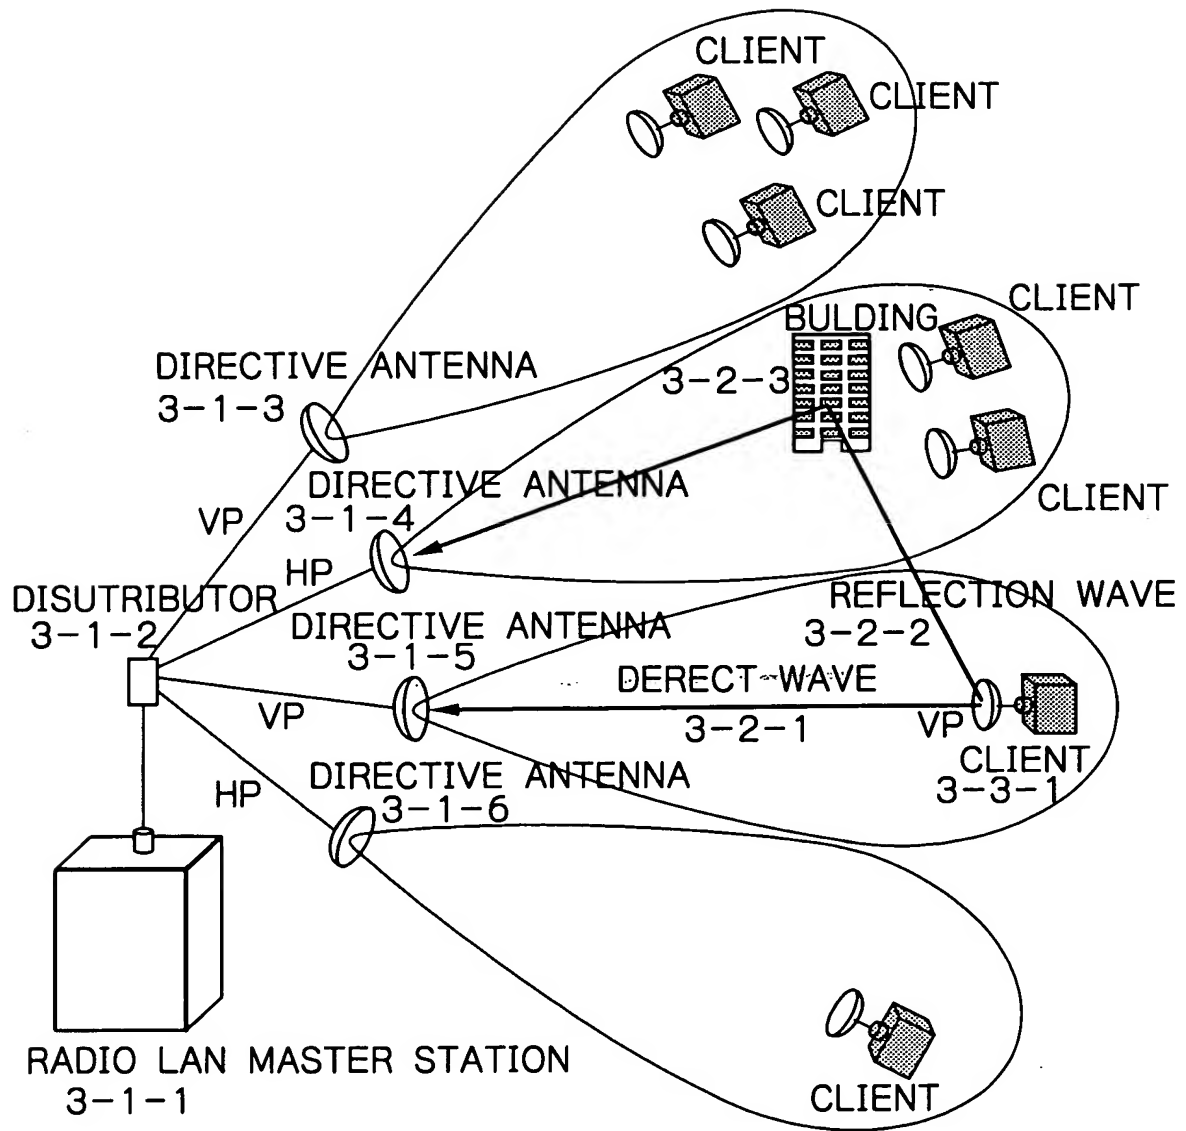 CLIENT
CLIENT
CLIENT
CLIENT
BULDING
DIRECTIVE ANTENNA
3-1-3
3-2-3
DIRECTIVE ANTENNA
3-1-4
CLIENT
VP
HP
DISUTRIBUTOR
3-1-2
REFLECTION WAVE
3-2-2
DIRECTIVE ANTENNA
3-1-5
DERECT WAVE
3-2-1
VP
VP
CLIENT
3-3-1
DIRECTIVE ANTENNA
3-1-6
HP
RADIO LAN MASTER STATION
3-1-1
CLIENT